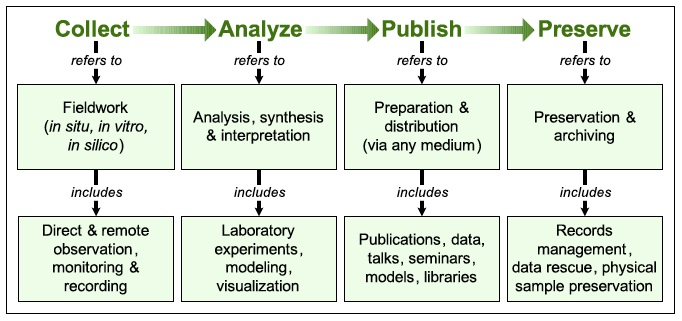 Collect Analyze Publish Preserve
refers to refers to refers to refers to
Fieldwork
(in situ, in vitro,
in silico)
Analysis, synthesis
& interpretation
Preparation &
distribution
(via any medium)
Preservation &
archiving
includes includes includes includes
Direct & remote
observation,
monitoring &
recording
Laboratory
experiments,
modeling,
visualization
Publications, data,
talks, seminars,
models, libraries
Records
management,
data rescue, physical
sample preservation